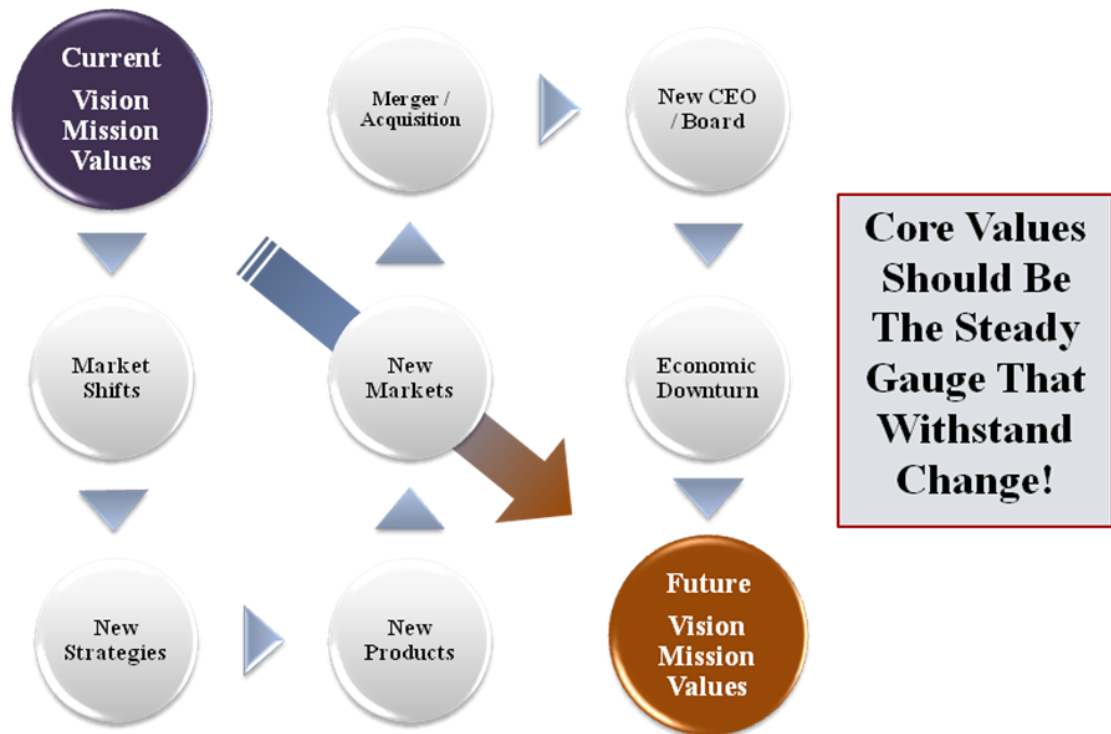 Current
Vision
Mission
Values
Market
Shifts
New
Strategies
New
Products
New
Markets
Merger /
Acquisition
New CEO
/ Board
Economic
Downturn
Future
Vision
Mission
Values
Core Values
Should Be
The Steady
Gauge That
Withstand
Change!